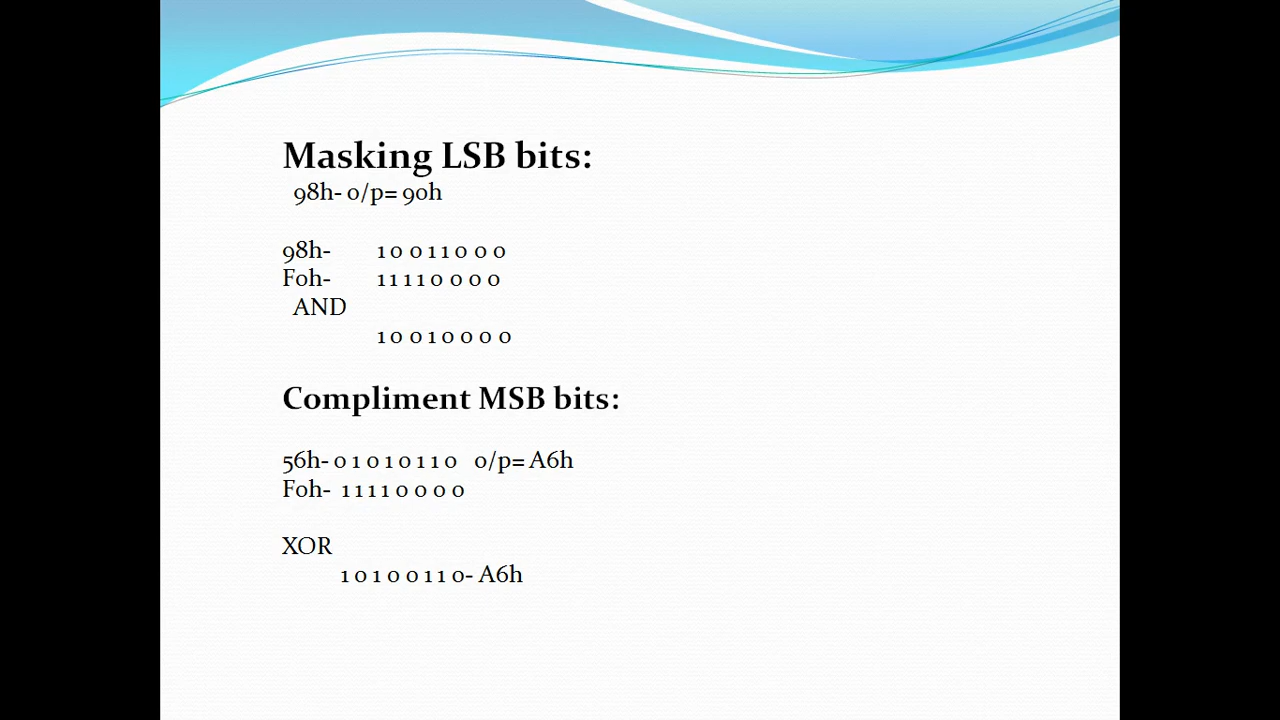 Masking LSB bits:
98h- o/p= 90h
98h- 1 0 0 1 1 0 0 0
F0h- 1 1 1 1 0 0 0 0
AND
1 0 0 1 0 0 0 0
Compliment MSB bits:
56h- 0 1 0 1 0 1 1 0 o/p= A6h
F0h- 1 1 1 1 0 0 0 0
XOR
1 0 1 0 0 1 1 0- A6h